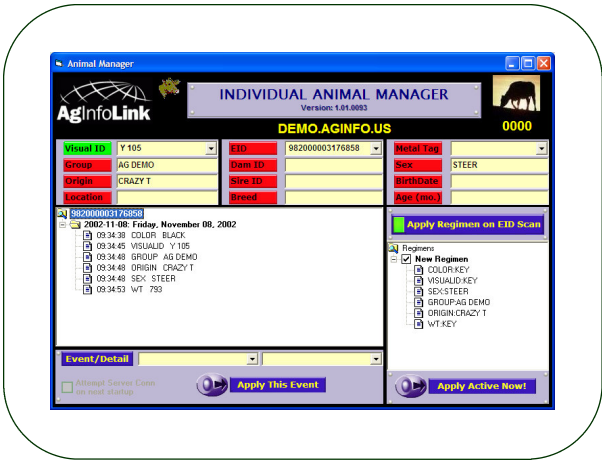 Animal Manager
AgInfoLink
INDIVIDUAL ANIMAL MANAGER
Version: 1.01.0093
DEMO.AGINFO.US
0000
Visual ID Y 105 EID 982000003176858 Metal Tag
Group AG DEMO Dam ID Sex STEER
Origin CRAZY T Sire ID BirthDate
Location Breed Age (mo.)
982000003176858
2002-11-08: Friday, November 08, 2002
09:34:38 COLOR BLACK
09:34:45 VISUALID Y 105
09:34:48 GROUP AG DEMO
09:34:48 ORIGIN CRAZY T
09:34:48 SEX STEER
09:34:53 WT 793
Apply Regimen on EID Scan
Regimens
New Regimen
COLOR:KEY
VISUALID:KEY
SEX:STEER
GROUP:AG DEMO
ORIGIN:CRAZY T
WT:KEY
Event/Detail
Attempt Server Conn
on next startup
Apply This Event
Apply Active Now!